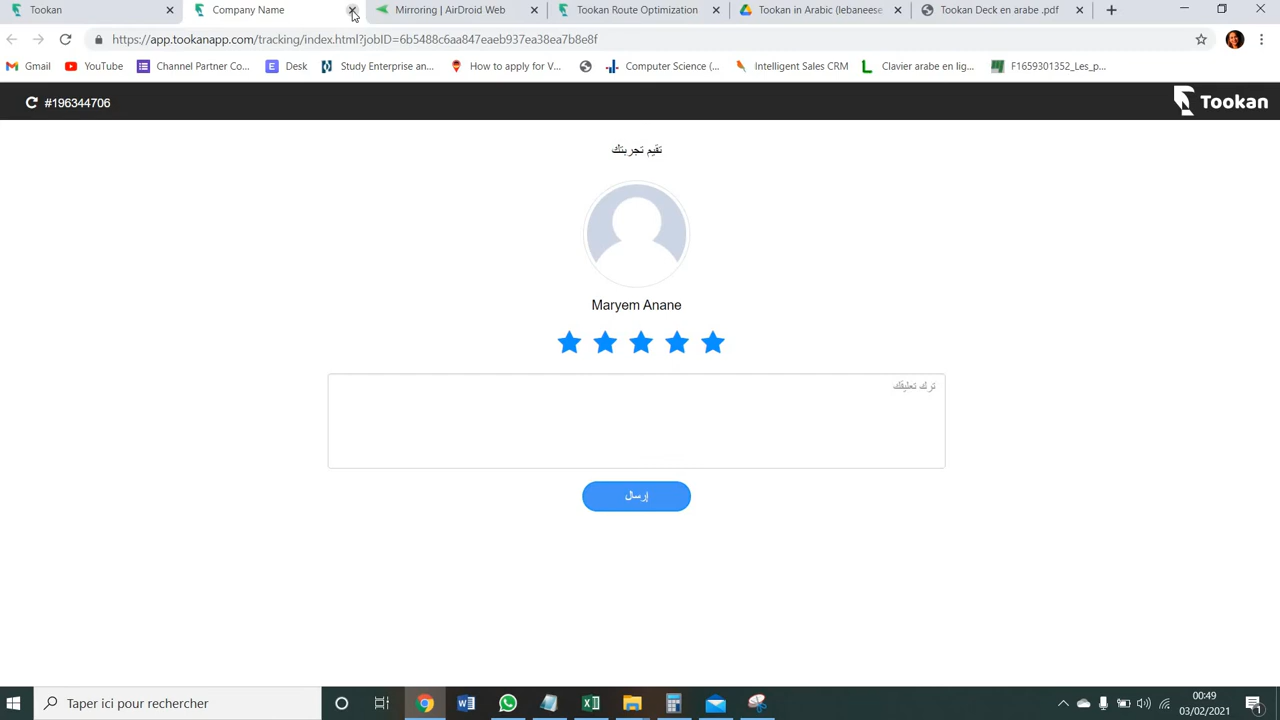 Tookan
Company Name
Mirroring | AirDroid Web
Tookan Route Optimization
Tookan in Arabic (lebaneese
Tookan Deck en arabe .pdf
https://app.tookanapp.com/tracking/index.html?jobID=6b5488c6aa847eaeb937ea38ea7b8e8f
Gmail
YouTube
Channel Partner Co...
Desk
Study Enterprise an...
How to apply for V...
Computer Science (...
Intelligent Sales CRM
Clavier arabe en lig...
F1659301352_Les_p...
#196344706
Tookan
تقيم تجربتك
Maryem Anane
ترك تعليقك
إرسال
Taper ici pour rechercher
00:49
03/02/2021